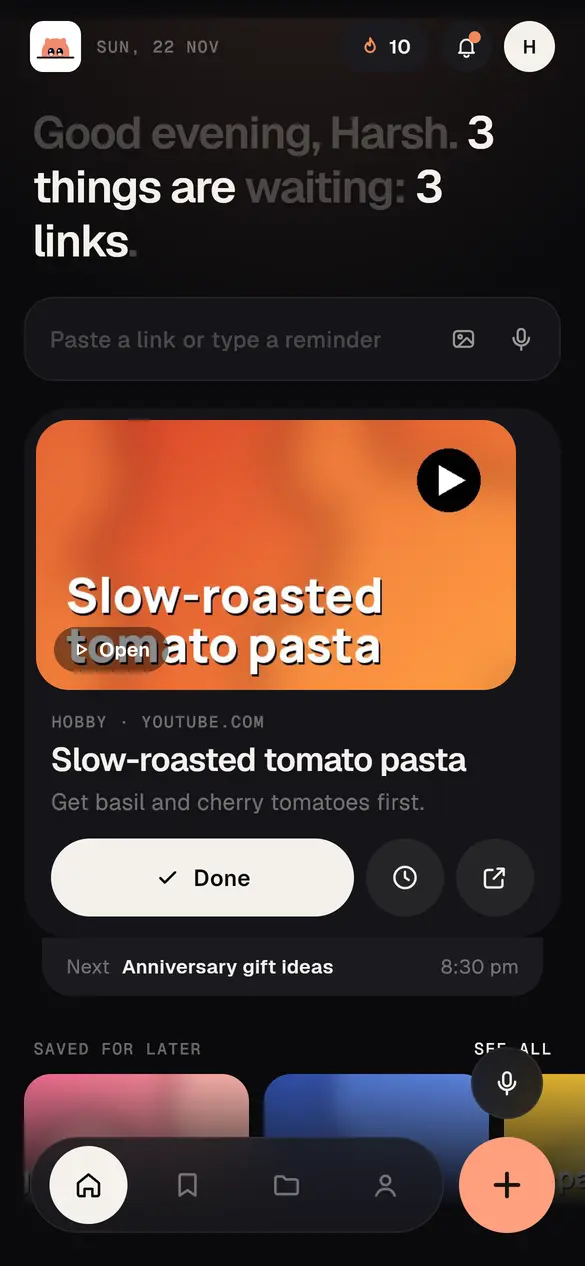 SUN, 22 NOV
10
H
Good evening, Harsh. 3
things are waiting: 3
links.
Paste a link or type a reminder
Slow-roasted
tomato pasta
Open
HOBBY · YOUTUBE.COM
Slow-roasted tomato pasta
Get basil and cherry tomatoes first.
Done
Next Anniversary gift ideas 8:30 pm
SAVED FOR LATER
SEE ALL